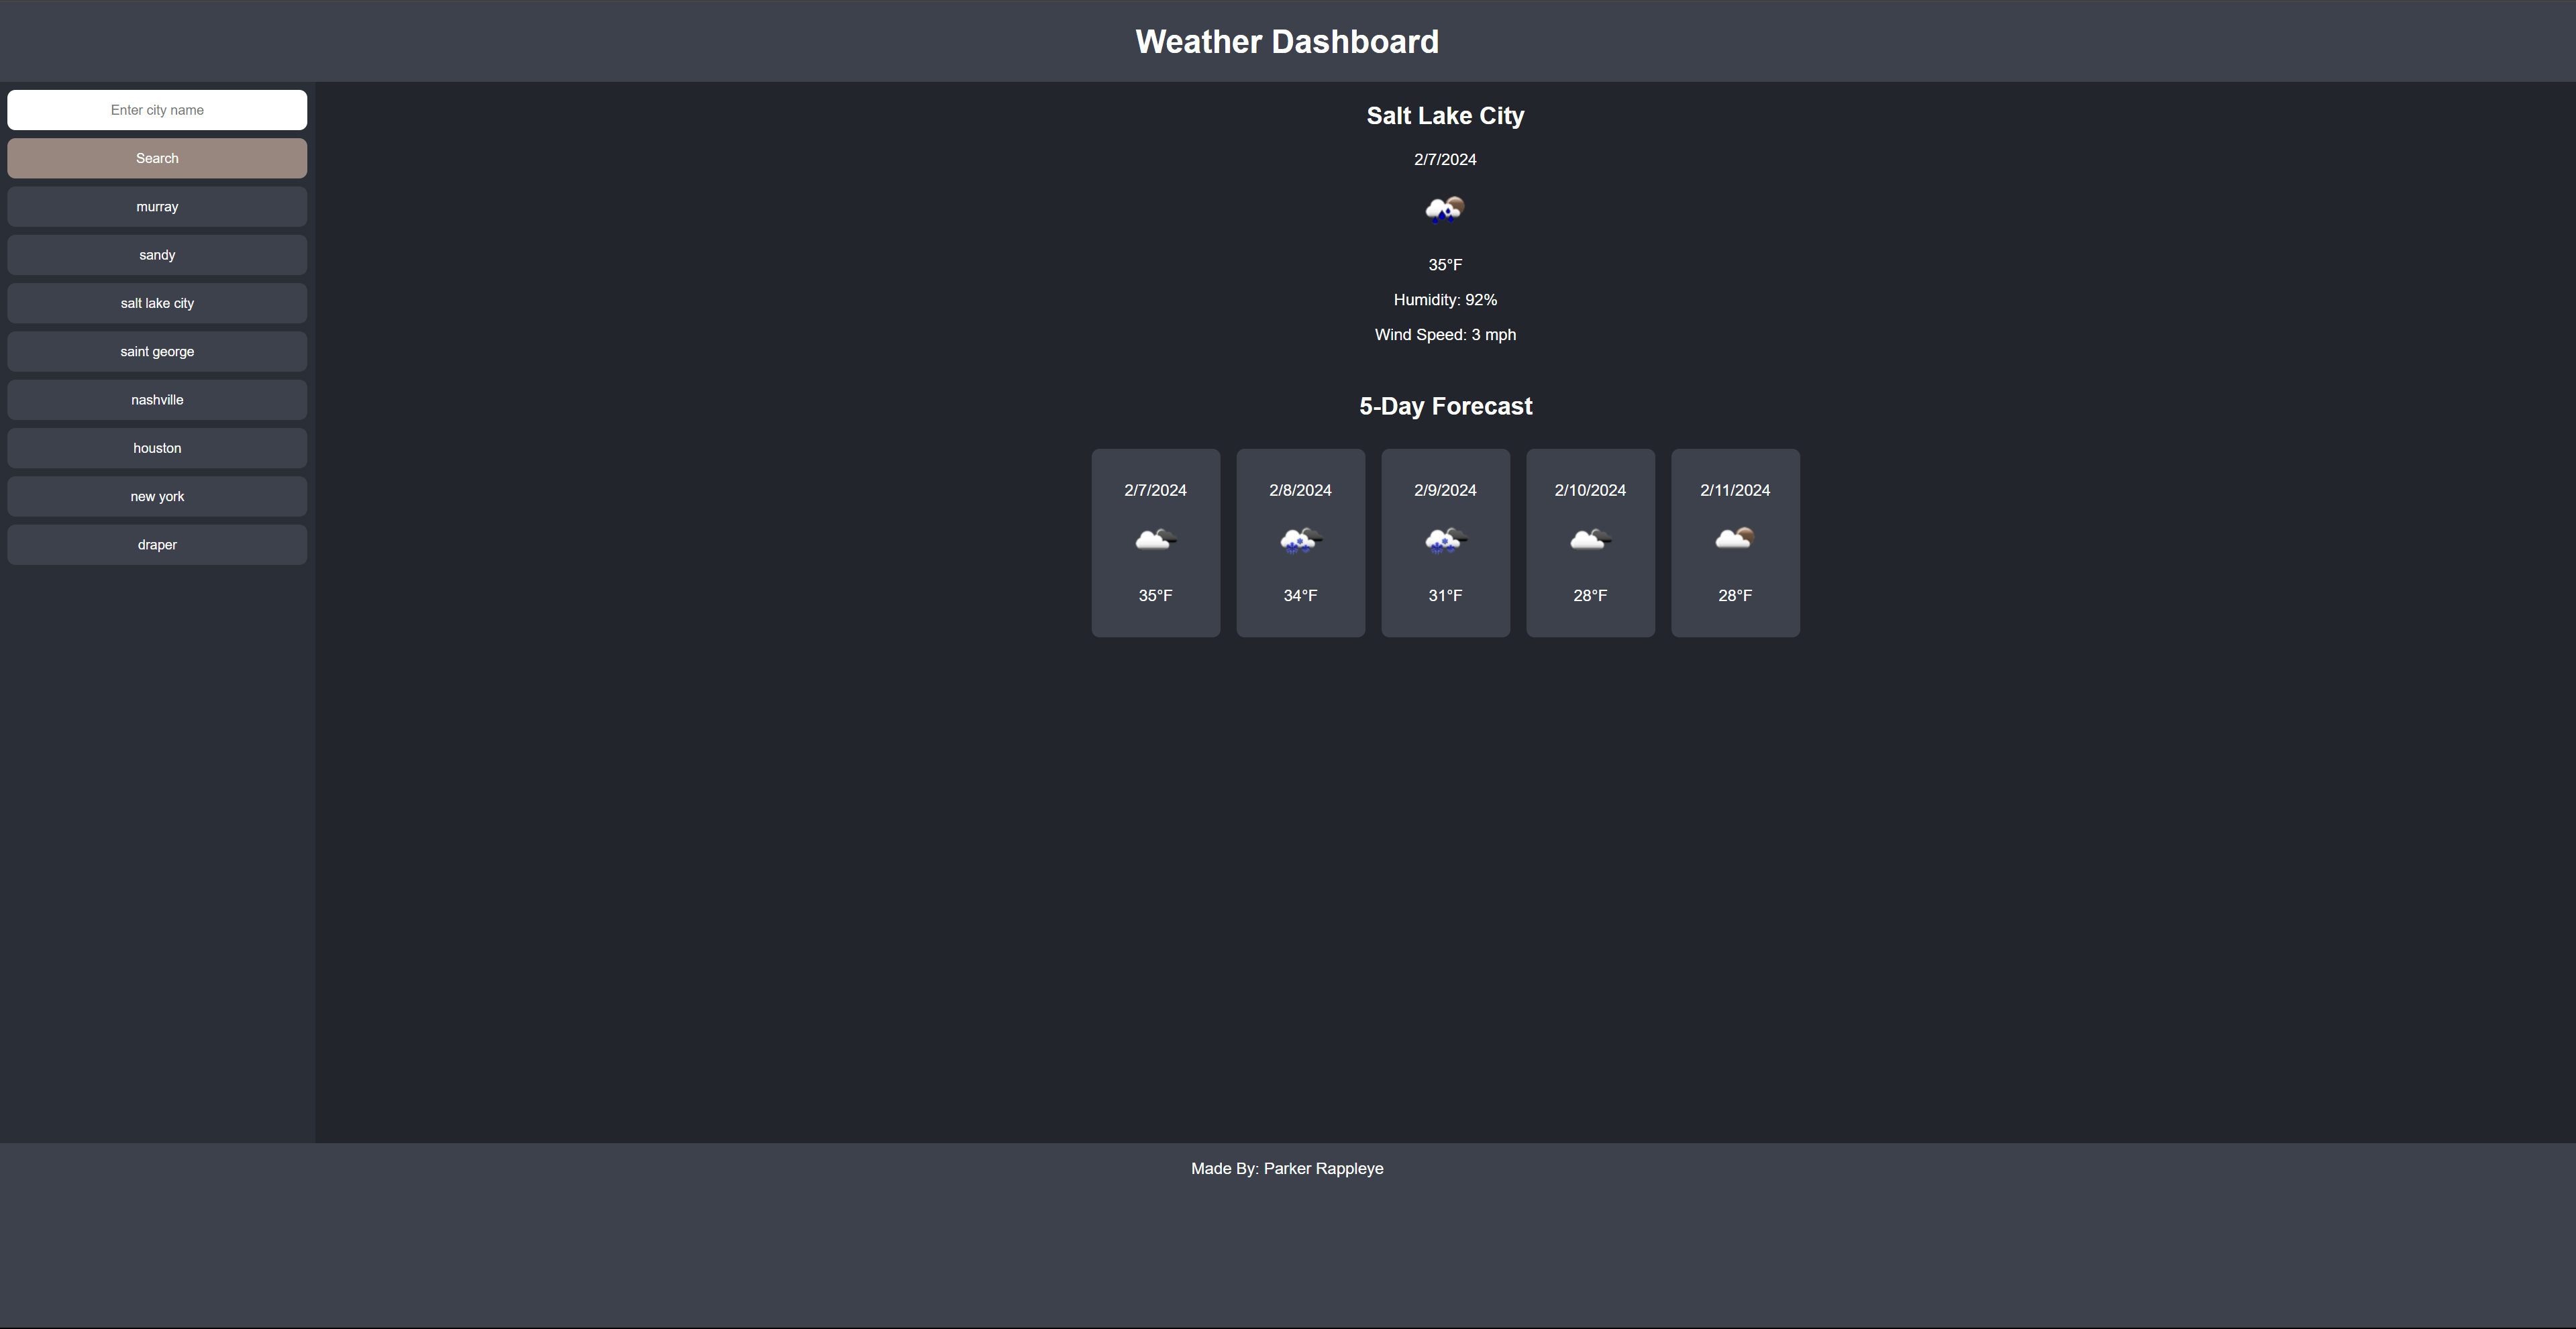 Weather Dashboard
Enter city name
Search
murray
sandy
salt lake city
saint george
nashville
houston
new york
draper
Salt Lake City
2/7/2024
35°F
Humidity: 92%
Wind Speed: 3 mph
5-Day Forecast
2/7/2024 2/8/2024 2/9/2024 2/10/2024 2/11/2024
35°F 34°F 31°F 28°F 28°F
Made By: Parker Rappleye